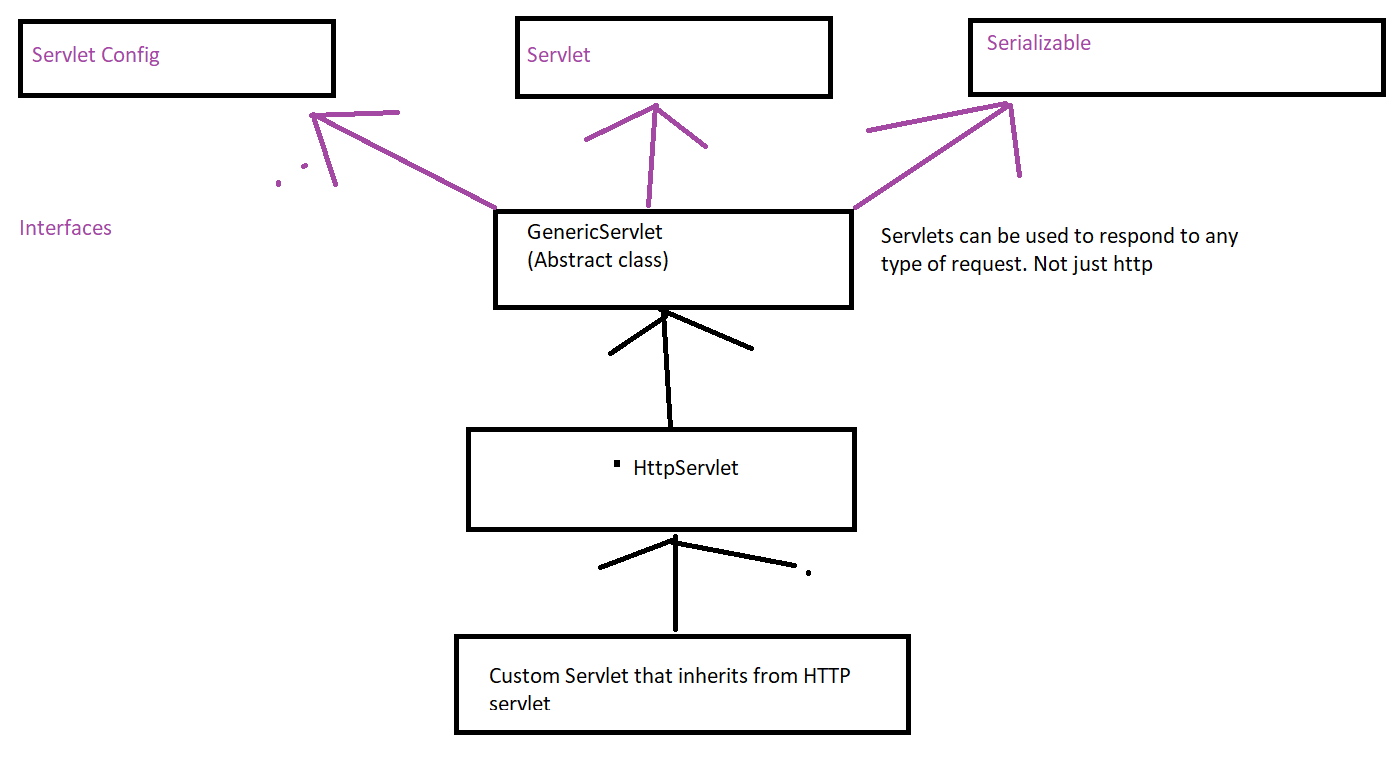 Servlet Config
Servlet
Serializable
Interfaces
GenericServlet
(Abstract class)
Servlets can be used to respond to any
type of request. Not just http
HttpServlet
Custom Servlet that inherits from HTTP
servlet